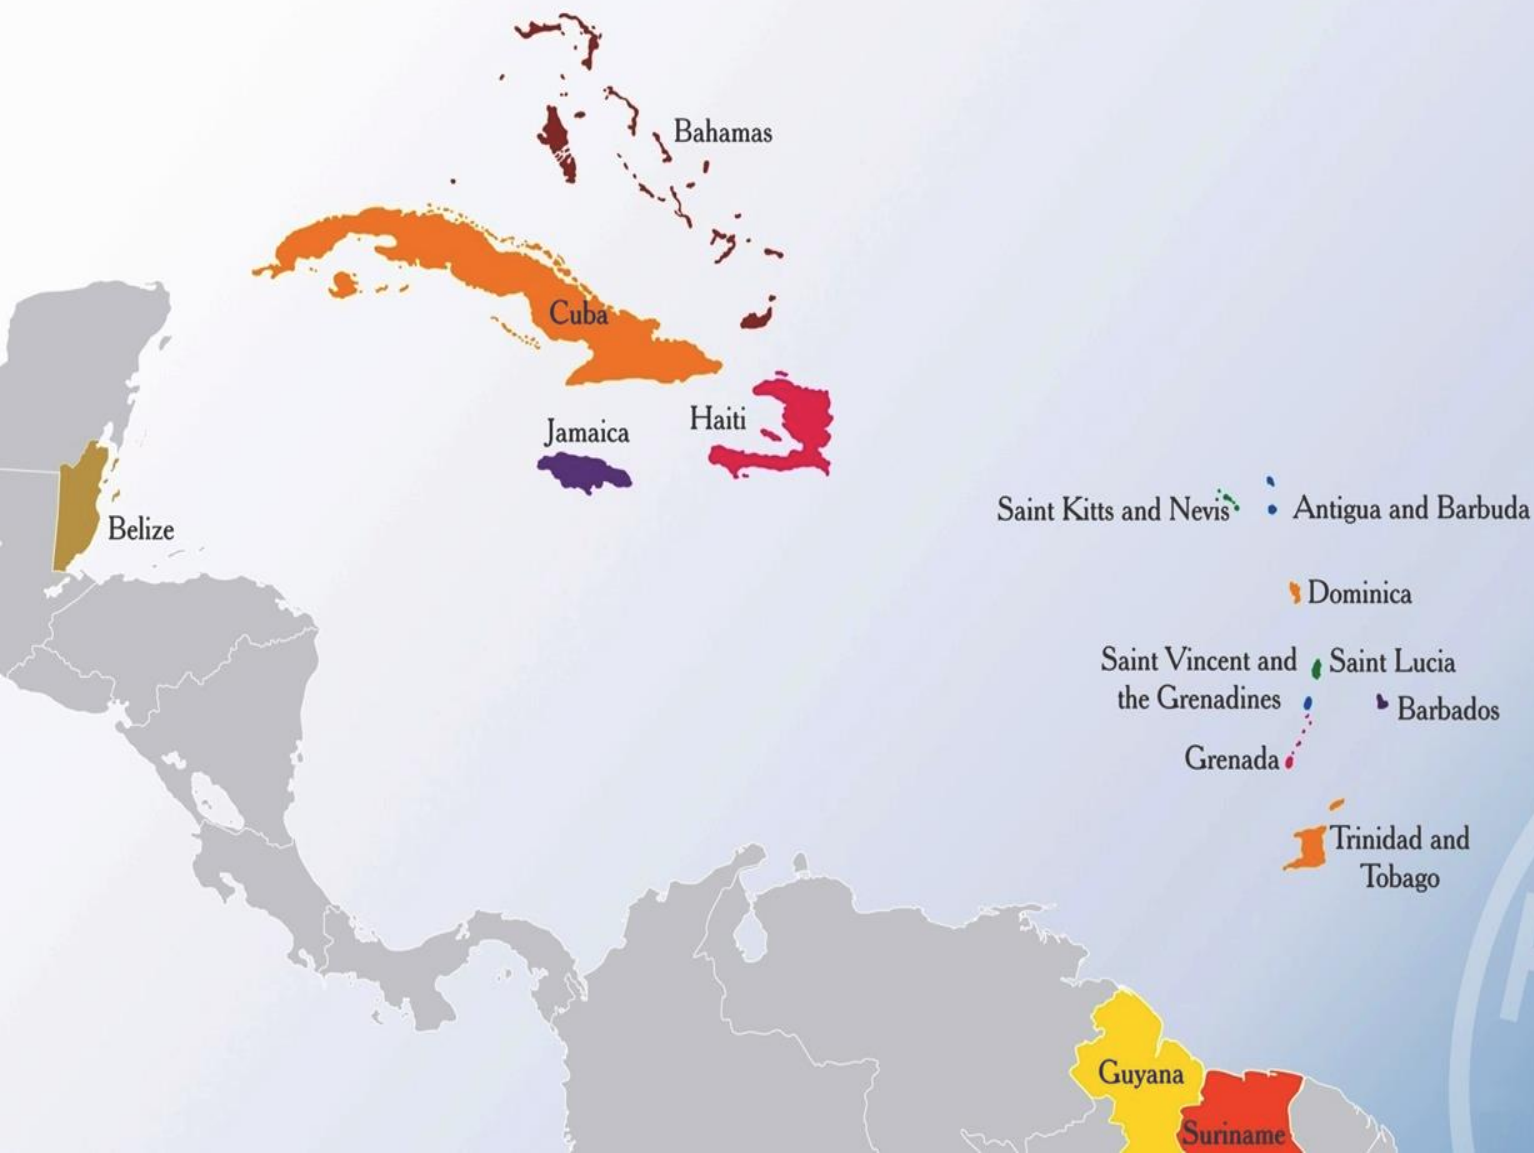 Bahamas
Cuba
Jamaica
Haiti
Belize
Saint Kitts and Nevis
Antigua and Barbuda
Dominica
Saint Vincent and
the Grenadines
Saint Lucia
Barbados
Grenada
Trinidad and
Tobago
Guyana
Suriname